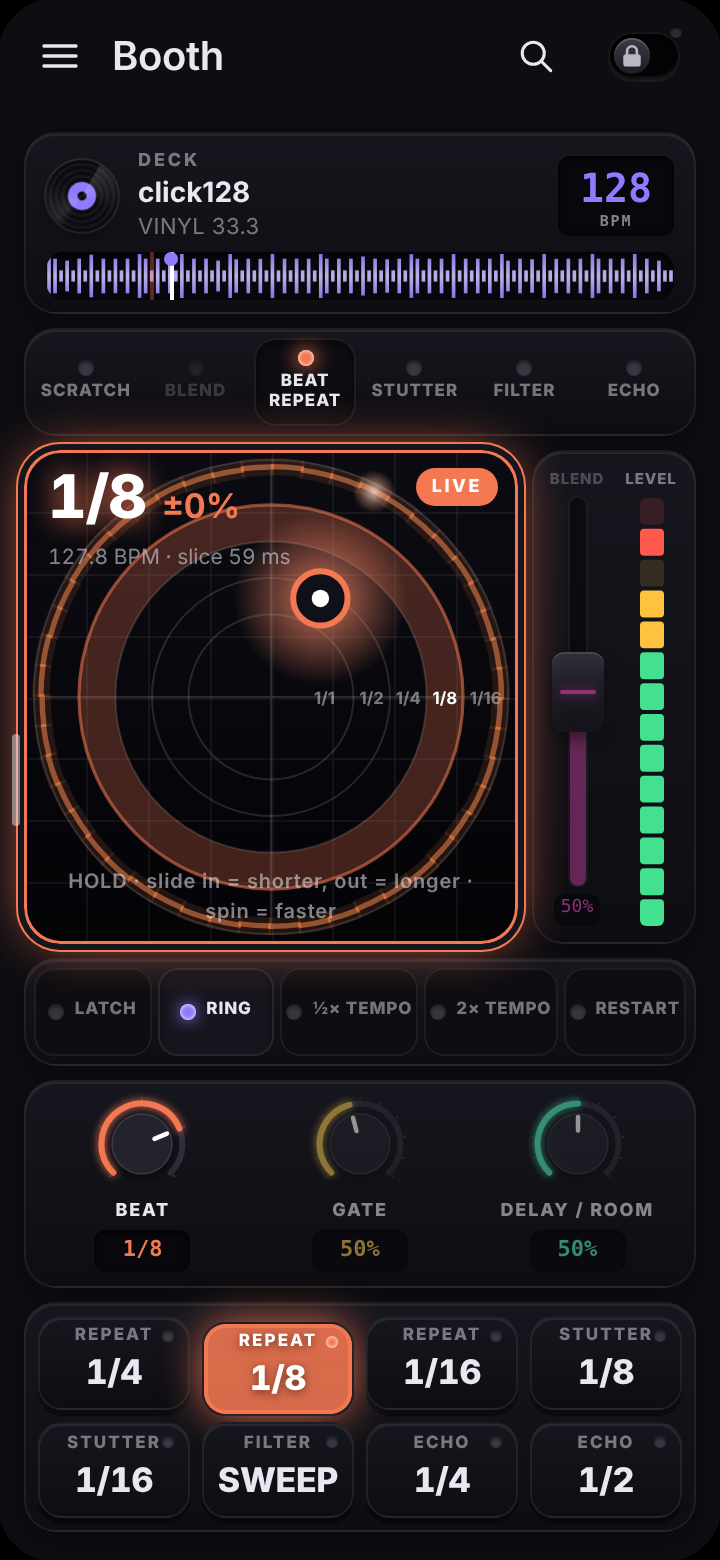 Booth
DECK
click128
VINYL 33.3
128
BPM
SCRATCH
BLEND
BEAT
REPEAT
STUTTER
FILTER
ECHO
1/8 ±0%
LIVE
127.8 BPM · slice 59 ms
1/1 1/2 1/4 1/8 1/16
HOLD · slide in = shorter, out = longer ·
spin = faster
BLEND
LEVEL
50%
LATCH
RING
½× TEMPO
2× TEMPO
RESTART
BEAT
1/8
GATE
50%
DELAY / ROOM
50%
REPEAT
1/4
REPEAT
1/8
REPEAT
1/16
STUTTER
1/8
STUTTER
1/16
FILTER
SWEEP
ECHO
1/4
ECHO
1/2